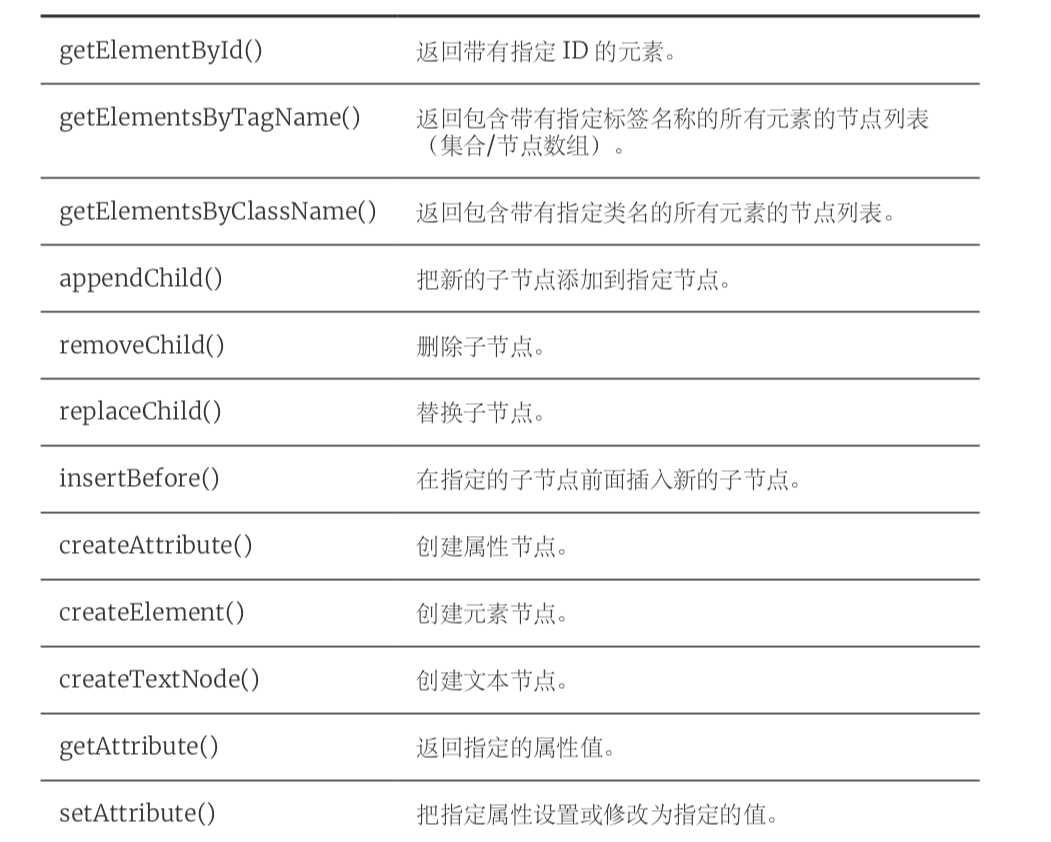 getElementById() 返回带有指定 ID 的元素。
getElementsByTagName() 返回包含带有指定标签名称的所有元素的节点列表
（集合/节点数组）。
getElementsByClassName() 返回包含带有指定类名的所有元素的节点列表。
appendChild() 把新的子节点添加到指定节点。
removeChild() 删除子节点。
replaceChild() 替换子节点。
insertBefore() 在指定的子节点前面插入新的子节点。
createAttribute() 创建属性节点。
createElement() 创建元素节点。
createTextNode() 创建文本节点。
getAttribute() 返回指定的属性值。
setAttribute() 把指定属性设置或修改为指定的值。